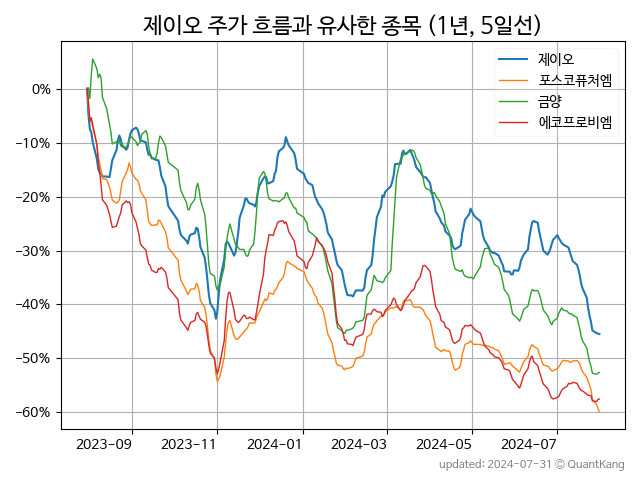 제이오 주가 흐름과 유사한 종목 (1년, 5일선)
제이오
포스코퓨처엠
금양
에코프로비엠
0%
-10%
-20%
-30%
-40%
-50%
-60%
2023-09 2023-11 2024-01 2024-03 2024-05 2024-07
updated: 2024-07-31 © QuantKang